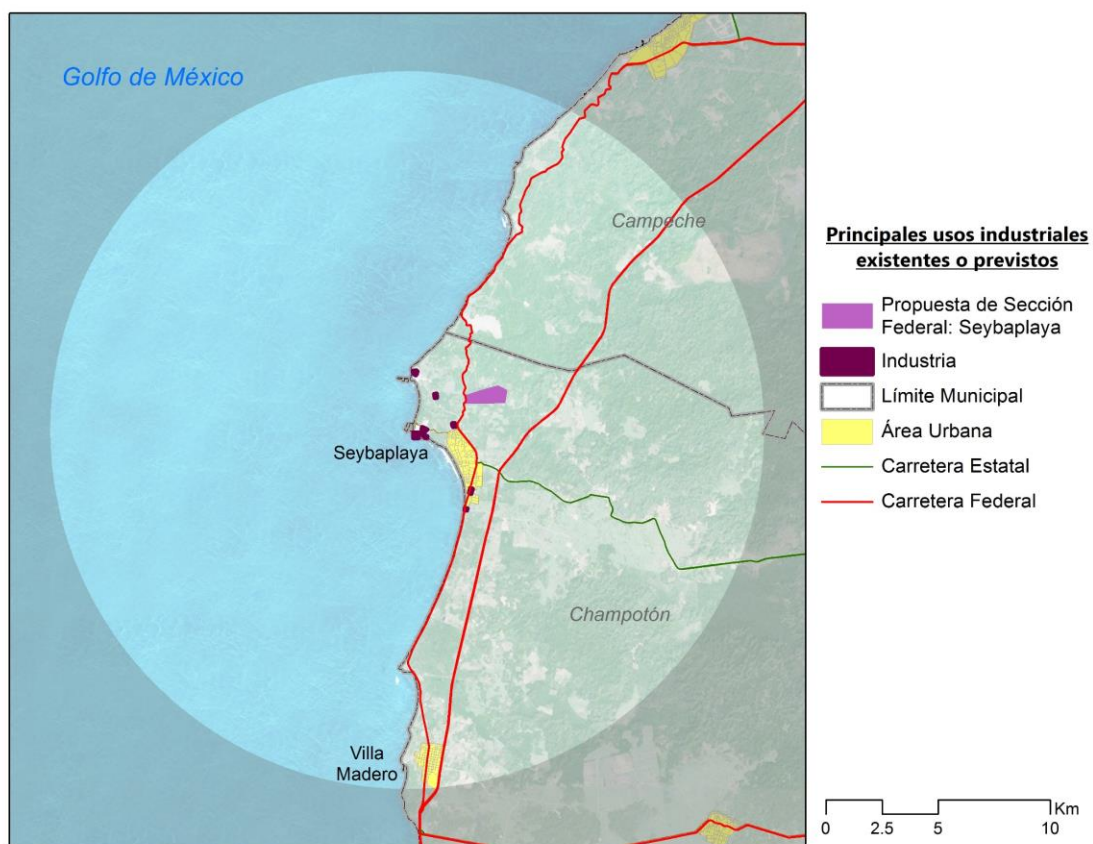 Golfo de México
Campeche
Seybaplaya
Champotón
Villa
Madero
Principales usos industriales
existentes o previstos
Propuesta de Sección
Federal: Seybaplaya
Industria
Límite Municipal
Área Urbana
Carretera Estatal
Carretera Federal
Km
0 2.5 5 10